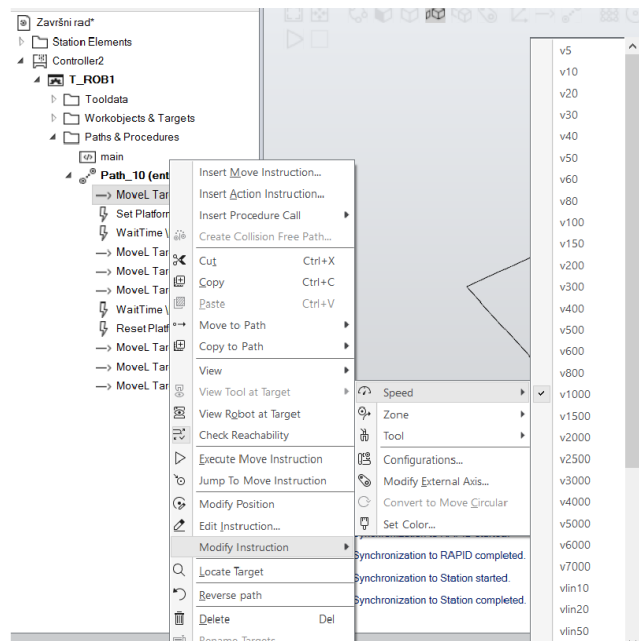 Završni rad*
Station Elements
Controller2
T_ROB1
Tooldata
Workobjects & Targets
Paths & Procedures
main
Path_10 (ent
MoveL Tar
Set Platform
WaitTime \
MoveL Tar
MoveL Tar
MoveL Tar
WaitTime \
Reset Platf
MoveL Tar
MoveL Tar
MoveL Tar
Insert Move Instruction...
Insert Action Instruction...
Insert Procedure Call
Create Collision Free Path...
Cut Ctrl+X
Copy Ctrl+C
Paste Ctrl+V
Move to Path
Copy to Path
View
View Tool at Target
View Robot at Target
Check Reachability
Execute Move Instruction
Jump To Move Instruction
Modify Position
Edit Instruction...
Modify Instruction
Locate Target
Reverse path
Delete Del
Rename Targets
Speed
Zone
Tool
Configurations...
Modify External Axis...
Convert to Move Circular
Set Color...
Synchronization to RAPID started.
Synchronization to RAPID completed.
Synchronization to Station started.
Synchronization to Station completed.
v5
v10
v20
v30
v40
v50
v60
v80
v100
v150
v200
v300
v400
v500
v600
v800
v1000
v1500
v2000
v2500
v3000
v4000
v5000
v6000
v7000
vlin10
vlin20
vlin50